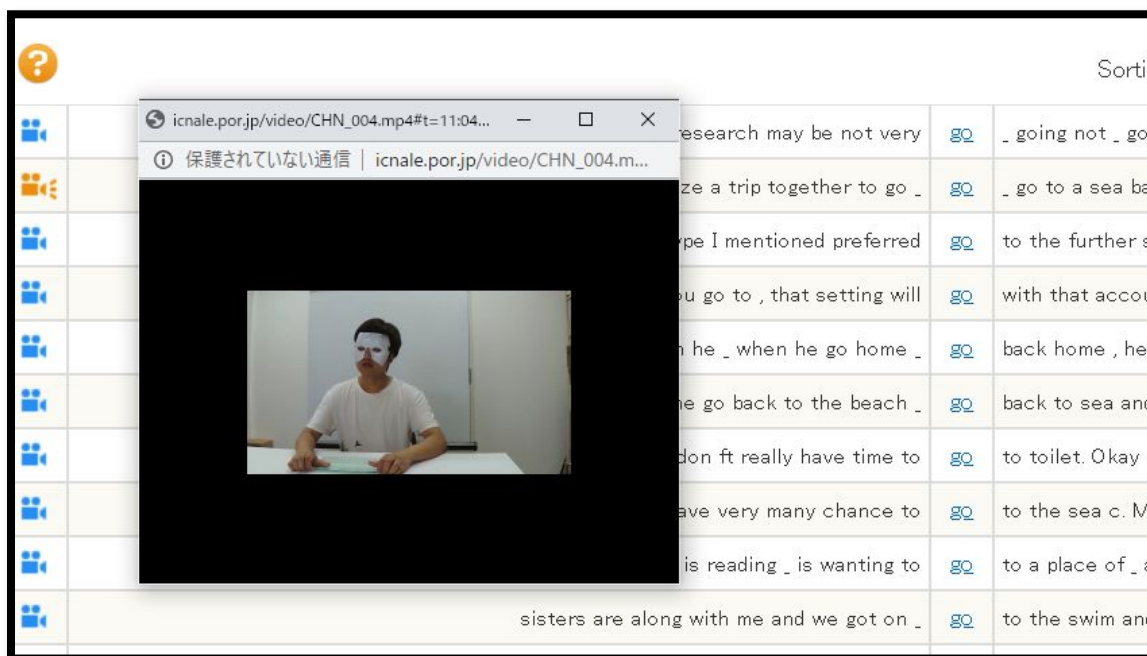 ?
Sorti
icnale.por.jp/video/CHN_004.mp4#t=11:04...
保護されていない通信 | icnale.por.jp/video/CHN_004.m...
research may be not very go _ going not _ go
ze a trip together to go _ go _ go to a sea ba
ype I mentioned preferred go to the further s
ou go to , that setting will go with that accou
n he _ when he go home _ go back home , he
he go back to the beach _ go back to sea and
don ft really have time to go to toilet. Okay
ave very many chance to go to the sea c. M
is reading _ is wanting to go to a place of _ a
sisters are along with me and we got on _ go to the swim and